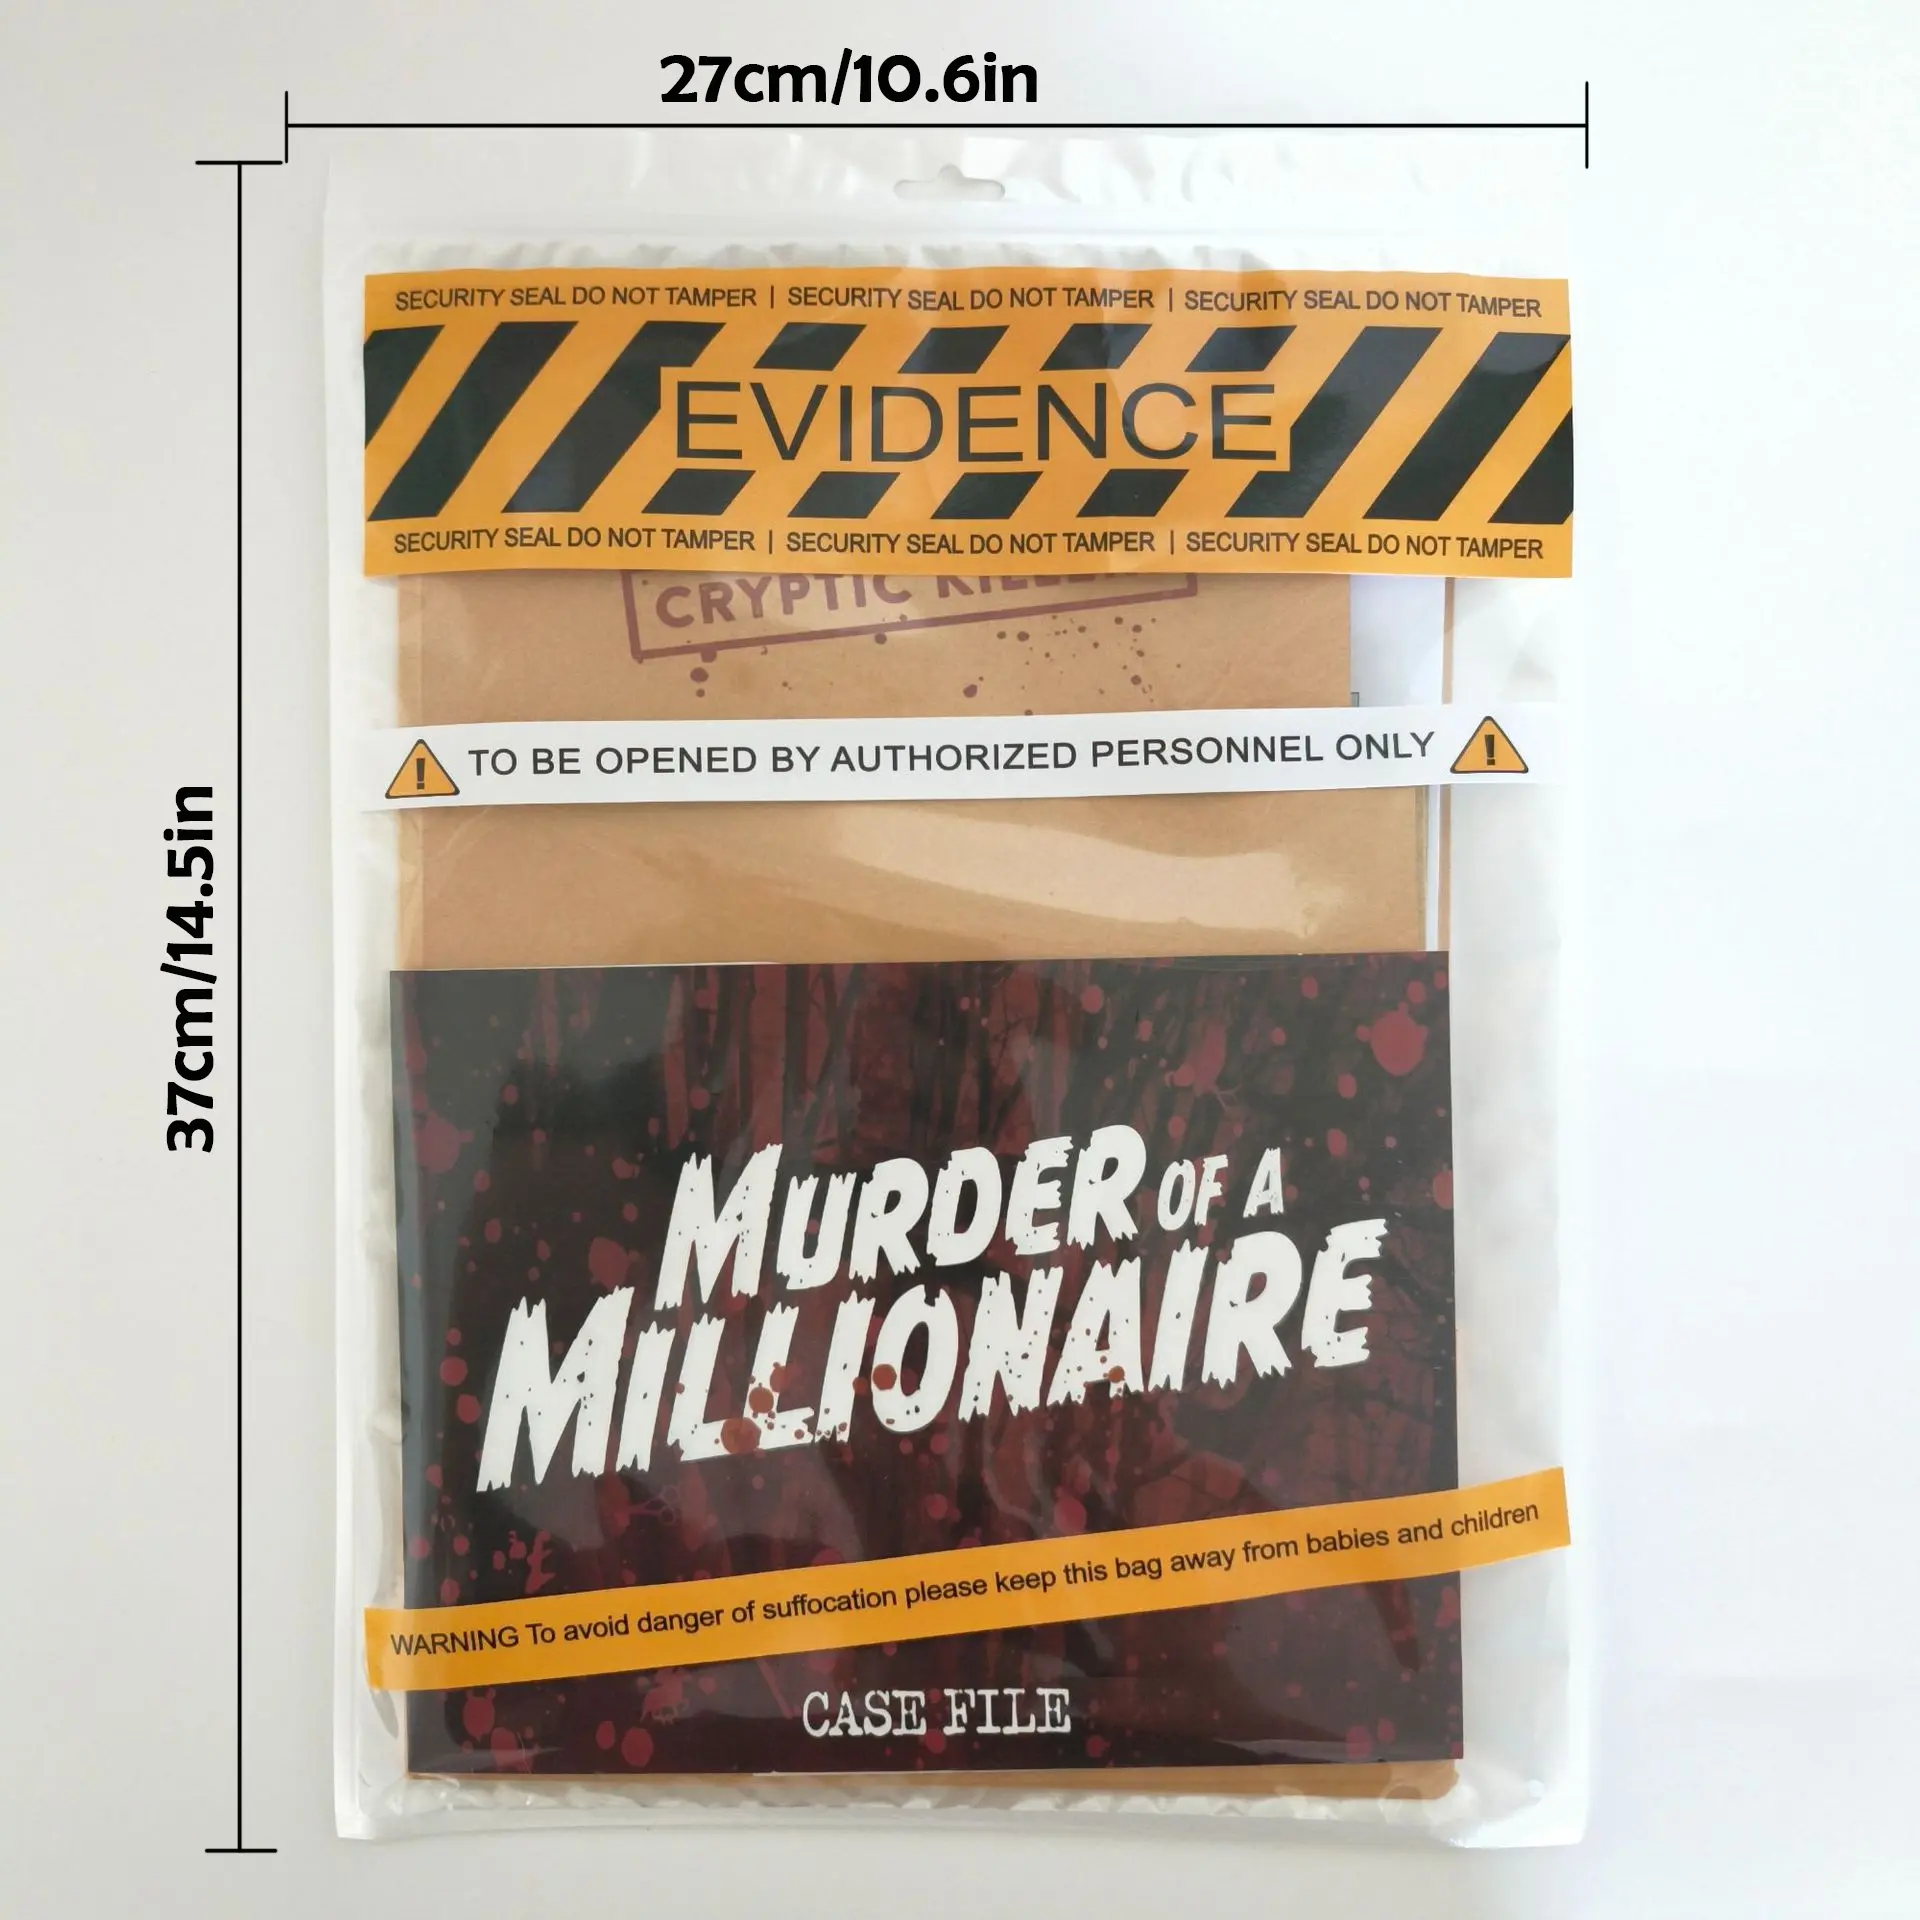 27cm/10.6in
37cm/14.5in
SECURITY SEAL DO NOT TAMPER | SECURITY SEAL DO NOT TAMPER | SECURITY SEAL DO NOT TAMPER
EVIDENCE
SECURITY SEAL DO NOT TAMPER | SECURITY SEAL DO NOT TAMPER | SECURITY SEAL DO NOT TAMPER
CRYPTIC KILLER
TO BE OPENED BY AUTHORIZED PERSONNEL ONLY
MURDER OF A
MILLIONAIRE
WARNING To avoid danger of suffocation please keep this bag away from babies and children
CASE FILE